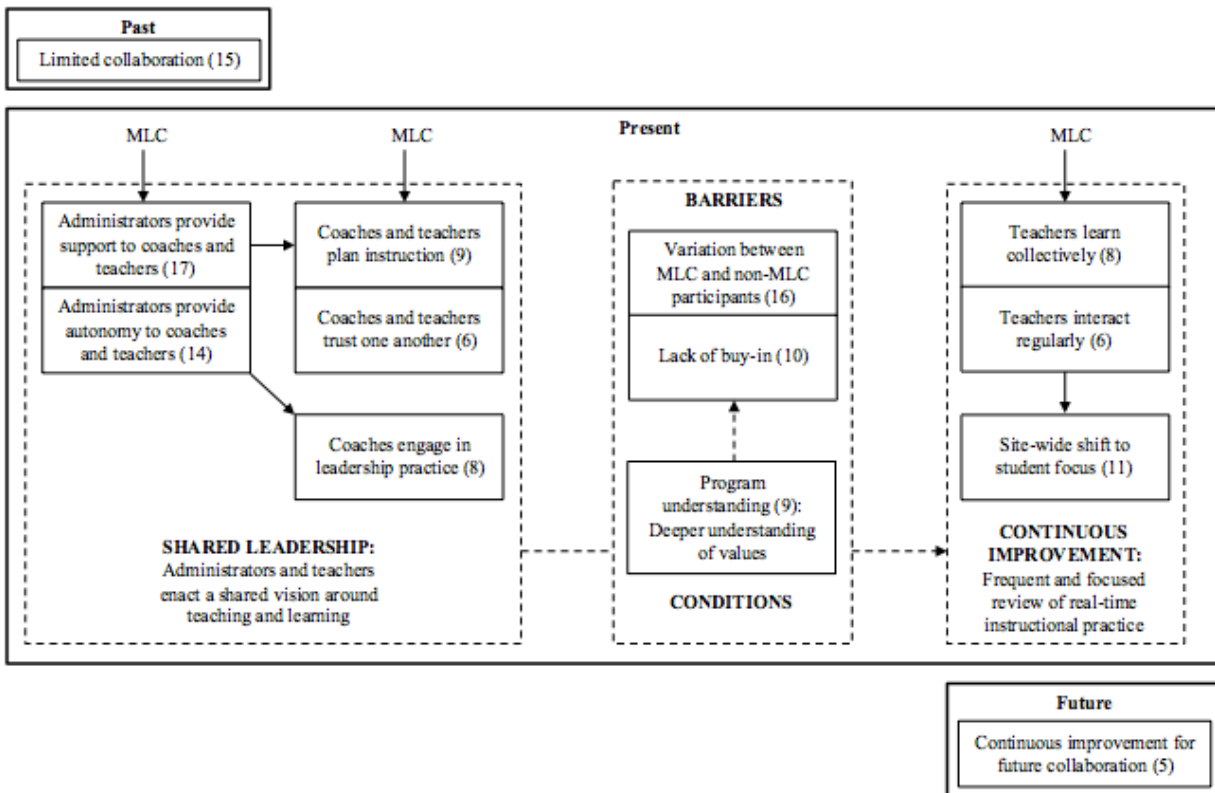 Past
Limited collaboration (15)
Present
MLC
MLC
MLC
Administrators provide
support to coaches and
teachers (17)
Administrators provide
autonomy to coaches
and teachers (14)
Coaches and teachers
plan instruction (9)
Coaches and teachers
trust one another (6)
Coaches engage in
leadership practice (8)
SHARED LEADERSHIP:
Administrators and teachers
enact a shared vision around
teaching and learning
BARRIERS
Variation between
MLC and non-MLC
participants (16)
Lack of buy-in (10)
Program
understanding (9):
Deeper understanding
of values
CONDITIONS
Teachers learn
collectively (8)
Teachers interact
regularly (6)
Site-wide shift to
student focus (11)
CONTINUOUS
IMPROVEMENT:
Frequent and focused
review of real-time
instructional practice
Future
Continuous improvement for
future collaboration (5)